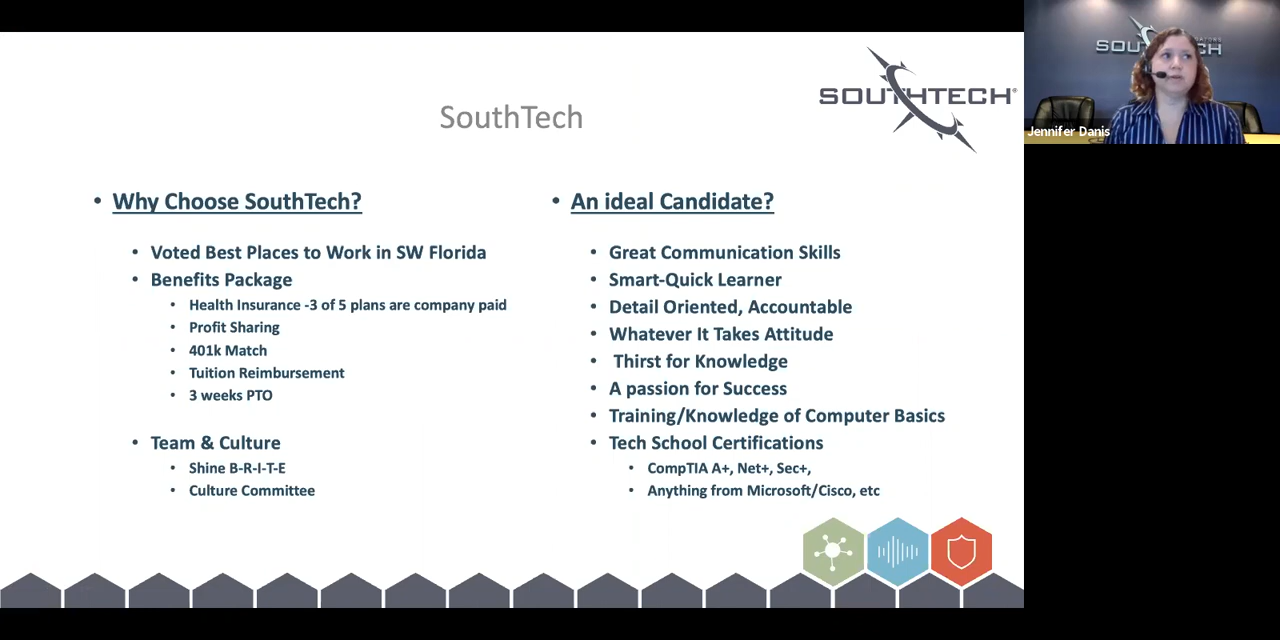 SouthTech
SOUTHTECH®
Why Choose SouthTech?
Voted Best Places to Work in SW Florida
Benefits Package
Health Insurance -3 of 5 plans are company paid
Profit Sharing
401k Match
Tuition Reimbursement
3 weeks PTO
Team & Culture
Shine B-R-I-T-E
Culture Committee
An ideal Candidate?
Great Communication Skills
Smart-Quick Learner
Detail Oriented, Accountable
Whatever It Takes Attitude
Thirst for Knowledge
A passion for Success
Training/Knowledge of Computer Basics
Tech School Certifications
CompTIA A+, Net+, Sec+,
Anything from Microsoft/Cisco, etc
Jennifer Danis